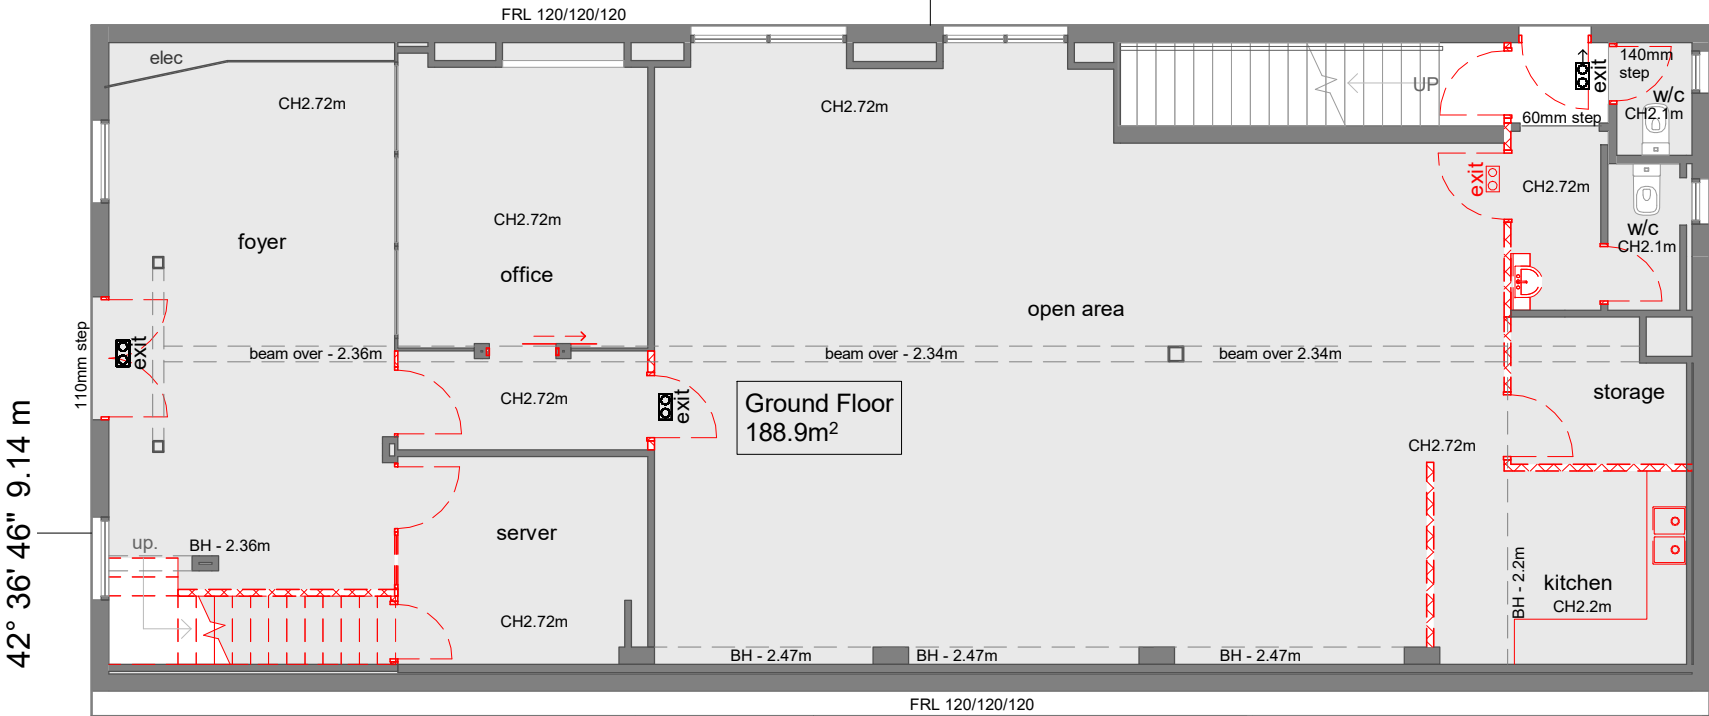 FRL 120/120/120
elec
CH2.72m
CH2.72m
UP
exit
140mm
step
w/c
CH2.1m
60mm step
exit
CH2.72m
CH2.72m
w/c
CH2.1m
foyer
office
open area
110mm step
exit
beam over - 2.36m
beam over - 2.34m
beam over 2.34m
CH2.72m
exit
Ground Floor
188.9m²
storage
CH2.72m
42° 36' 46" 9.14 m
up.
BH - 2.36m
server
BH - 2.2m
kitchen
CH2.2m
CH2.72m
BH - 2.47m
BH - 2.47m
BH - 2.47m
FRL 120/120/120